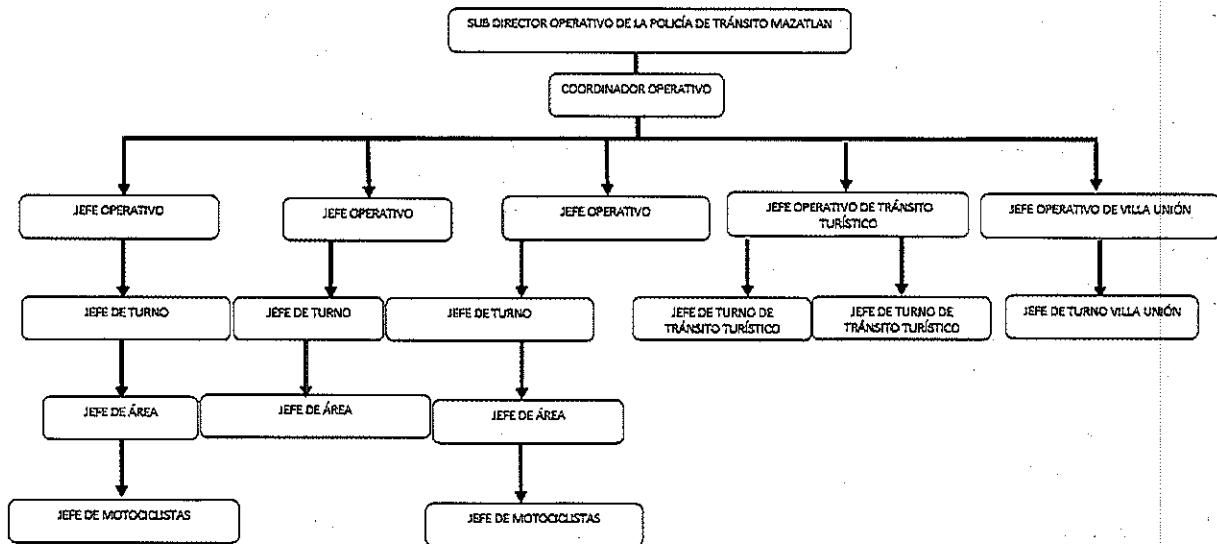 SUB DIRECTOR OPERATIVO DE LA POLICÍA DE TRÁNSITO MAZATLAN
COORDINADOR OPERATIVO
JEFE OPERATIVO
JEFE OPERATIVO
JEFE OPERATIVO
JEFE OPERATIVO DE TRÁNSITO
TURÍSTICO
JEFE OPERATIVO DE VILLA UNIÓN
JEFE DE TURNO
JEFE DE TURNO
JEFE DE TURNO
JEFE DE TURNO DE
TRÁNSITO TURÍSTICO
JEFE DE TURNO DE
TRÁNSITO TURÍSTICO
JEFE DE TURNO VILLA UNIÓN
JEFE DE ÁREA
JEFE DE ÁREA
JEFE DE ÁREA
JEFE DE MOTOCICLISTAS
JEFE DE MOTOCICLISTAS